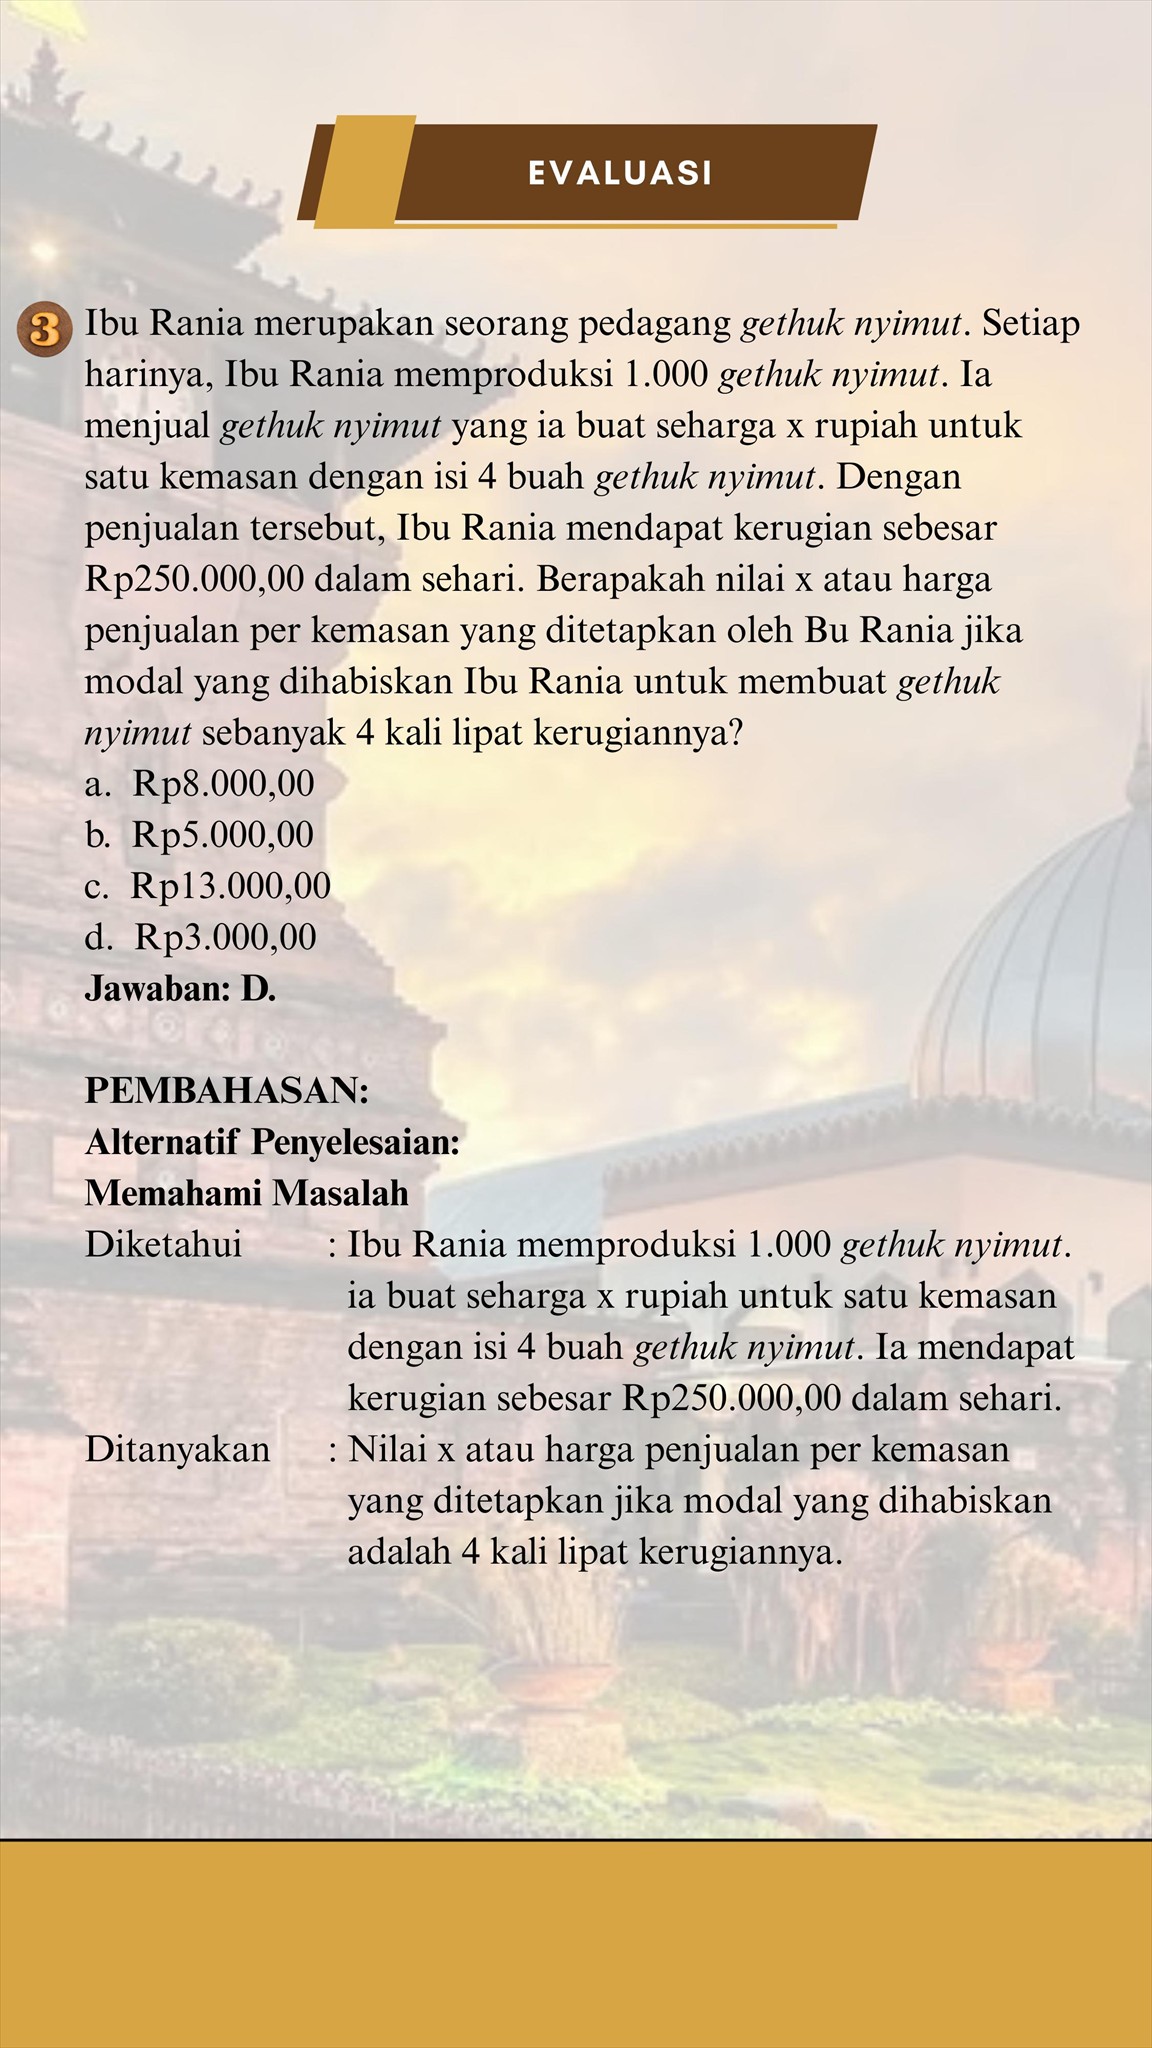 EVALUASI
3 Ibu Rania merupakan seorang pedagang gethuk nyimut. Setiap
harinya, Ibu Rania memproduksi 1.000 gethuk nyimut. Ia
menjual gethuk nyimut yang ia buat seharga x rupiah untuk
satu kemasan dengan isi 4 buah gethuk nyimut. Dengan
penjualan tersebut, Ibu Rania mendapat kerugian sebesar
Rp250.000,00 dalam sehari. Berapakah nilai x atau harga
penjualan per kemasan yang ditetapkan oleh Bu Rania jika
modal yang dihabiskan Ibu Rania untuk membuat gethuk
nyimut sebanyak 4 kali lipat kerugiannya?
a. Rp8.000,00
b. Rp5.000,00
c. Rp13.000,00
d. Rp3.000,00
Jawaban: D.
PEMBAHASAN:
Alternatif Penyelesaian:
Memahami Masalah
Diketahui : Ibu Rania memproduksi 1.000 gethuk nyimut.
ia buat seharga x rupiah untuk satu kemasan
dengan isi 4 buah gethuk nyimut. Ia mendapat
kerugian sebesar Rp250.000,00 dalam sehari.
Ditanyakan : Nilai x atau harga penjualan per kemasan
yang ditetapkan jika modal yang dihabiskan
adalah 4 kali lipat kerugiannya.